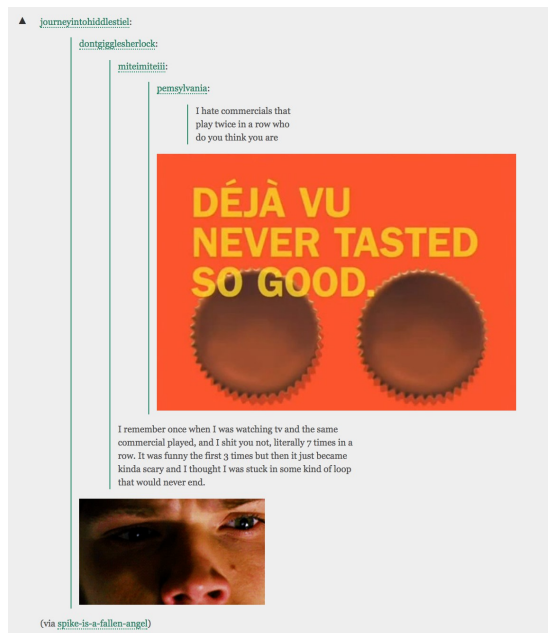 journeyintohiddlestiel:
dontgigglesherlock:
miteimiteiii:
pemsylvania:
I hate commercials that
play twice in a row who
do you think you are
DÉJÀ VU
NEVER TASTED
SO GOOD.
I remember once when I was watching tv and the same
commercial played, and I shit you not, literally 7 times in a
row. It was funny the first 3 times but then it just became
kinda scary and I thought I was stuck in some kind of loop
that would never end.
(via spike-is-a-fallen-angel)